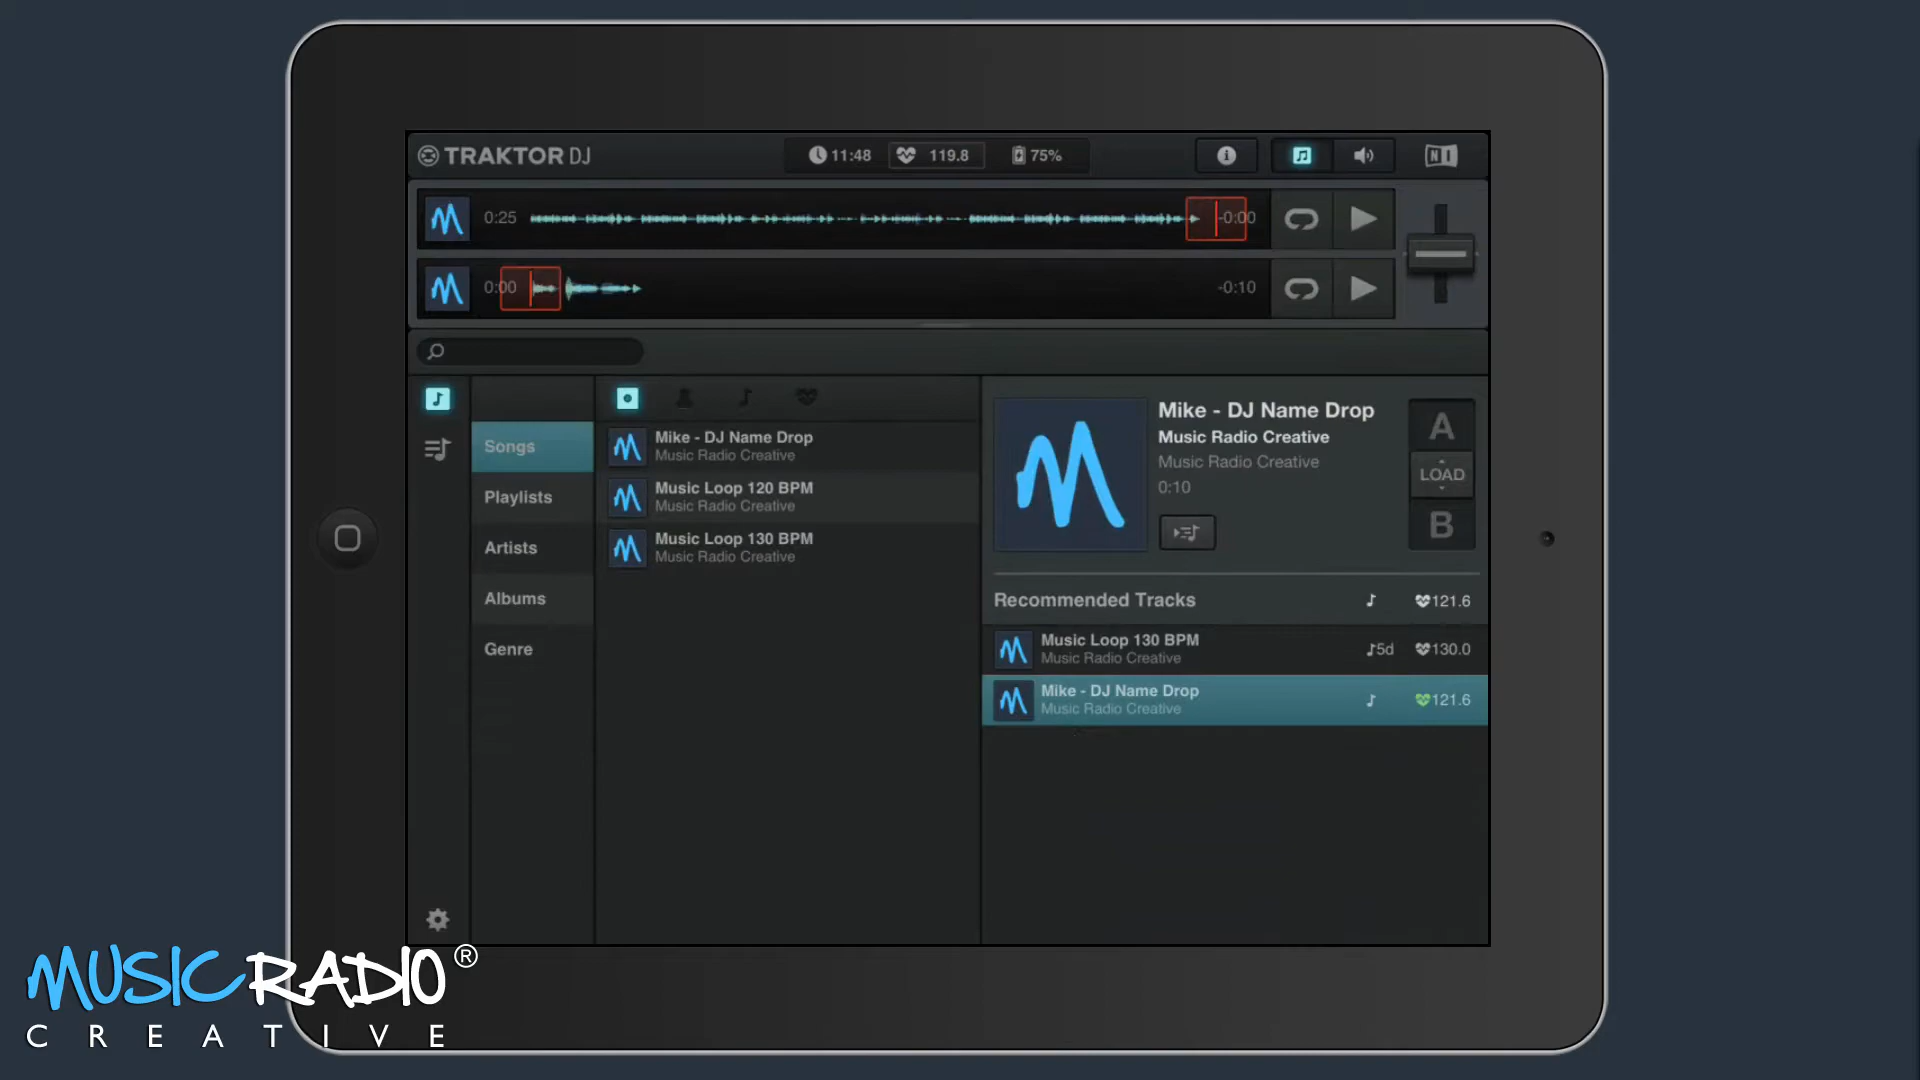 TRAKTOR DJ
11:48
119.8
75%
i
NI
0:25
-0:00
0:00
-0:10
Songs
Playlists
Artists
Albums
Genre
Mike - DJ Name Drop
Music Radio Creative
Music Loop 120 BPM
Music Radio Creative
Music Loop 130 BPM
Music Radio Creative
Mike - DJ Name Drop
Music Radio Creative
Music Radio Creative
0:10
A
LOAD
B
Recommended Tracks
121.6
Music Loop 130 BPM
Music Radio Creative
5d
130.0
Mike - DJ Name Drop
Music Radio Creative
121.6
MUSIC RADIO®
CREATIVE